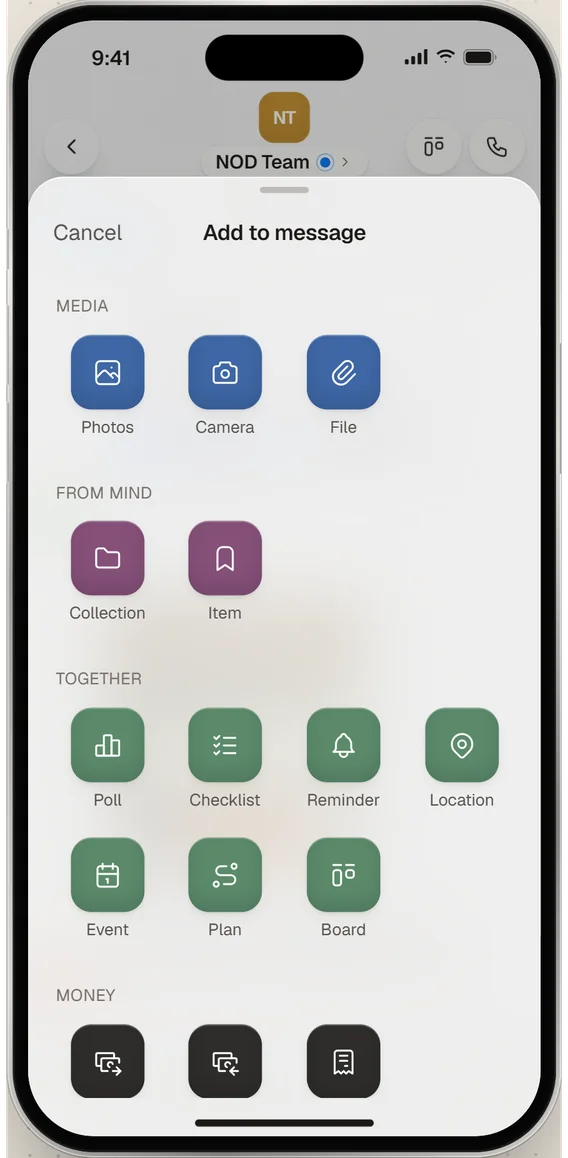 9:41
NT
NOD Team
Cancel
Add to message
MEDIA
Photos
Camera
File
FROM MIND
Collection
Item
TOGETHER
Poll
Checklist
Reminder
Location
1
Event
Plan
Board
MONEY